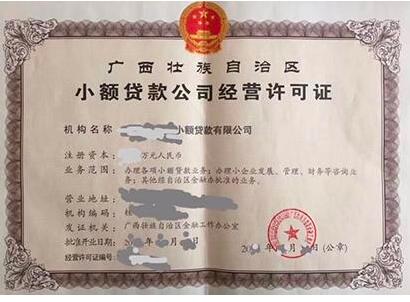 广西壮族自治区
小额贷款公司经营许可证
机构名称 小额贷款有限公司
注册资本: 万元人民币
业务范围: 办理各项小额贷款业务;办理小企业发展、管理、财务等咨询业
务;其他经自治区金融办批准的业务。
营业地址:
机构编码: 桂
发证机关: 广西壮族自治区金融工作办公室
批准开业日期: 2 年 月 日 2 年 月 日(公章)
经营许可证编号: